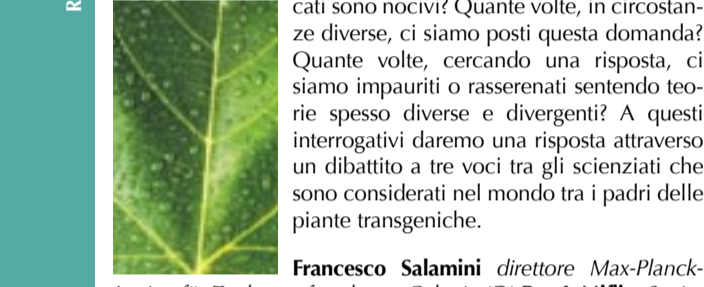 R
cati sono nocivi? Quante volte, in circostan-
ze diverse, ci siamo posti questa domanda?
Quante volte, cercando una risposta, ci
siamo impauriti o rasserenati sentendo teo-
rie spesso diverse e divergenti? A questi
interrogativi daremo una risposta attraverso
un dibattito a tre voci tra gli scienziati che
sono considerati nel mondo tra i padri delle
piante transgeniche.
Francesco Salamini direttore Max-Planck-